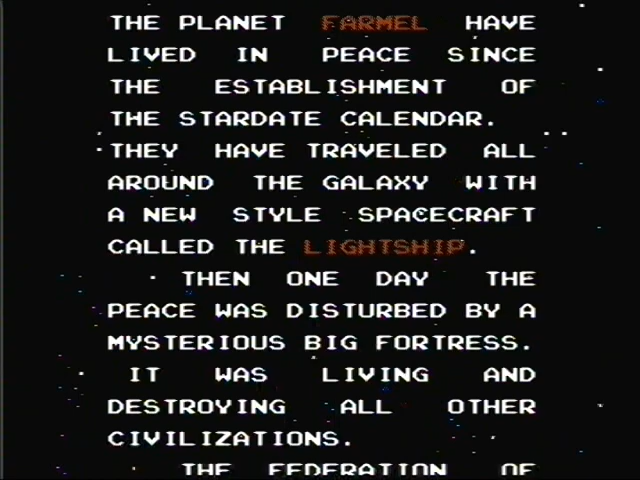 THE PLANET FARMEL HAVE
LIVED IN PEACE SINCE
THE ESTABLISHMENT OF
THE STARDATE CALENDAR.
THEY HAVE TRAVELED ALL
AROUND THE GALAXY WITH
A NEW STYLE SPACECRAFT
CALLED THE LIGHTSHIP.
THEN ONE DAY THE
PEACE WAS DISTURBED BY A
MYSTERIOUS BIG FORTRESS.
IT WAS LIVING AND
DESTROYING ALL OTHER
CIVILIZATIONS.
THE FEDERATION OF